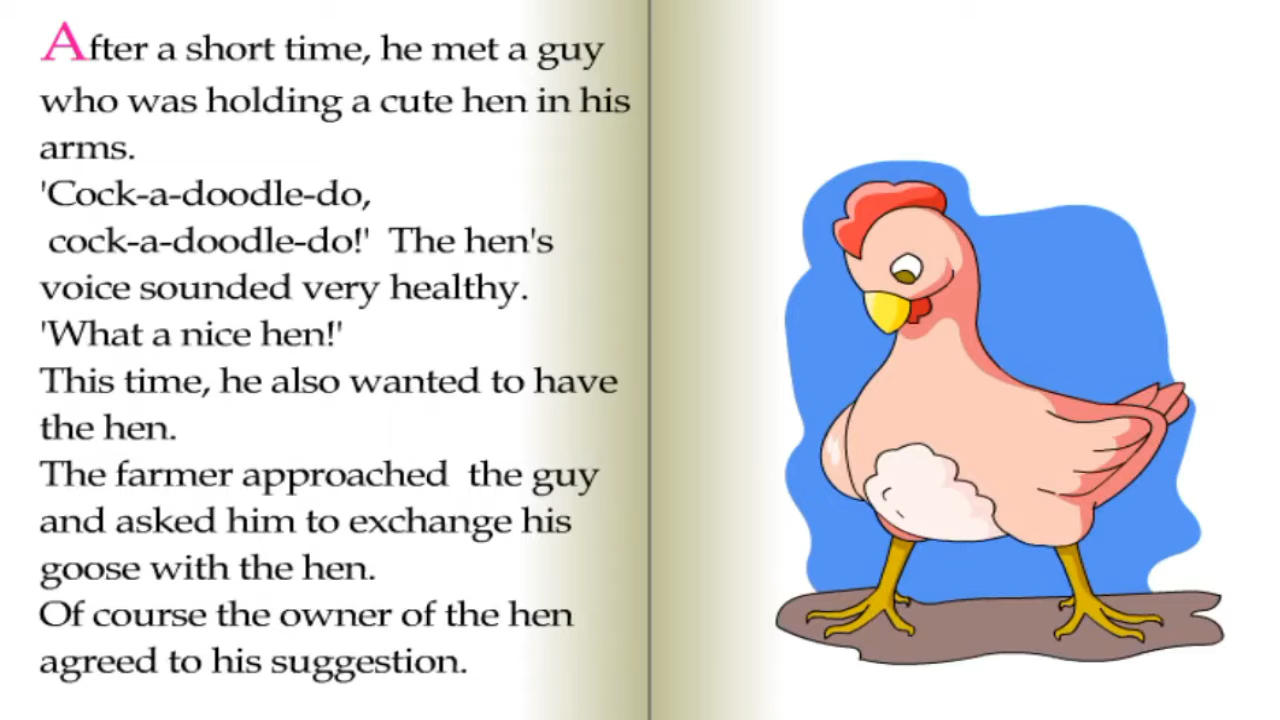 After a short time, he met a guy
who was holding a cute hen in his
arms.
'Cock-a-doodle-do,
cock-a-doodle-do!'  The hen's
voice sounded very healthy.
'What a nice hen!'
This time, he also wanted to have
the hen.
The farmer approached  the guy
and asked him to exchange his
goose with the hen.
Of course the owner of the hen
agreed to his suggestion.